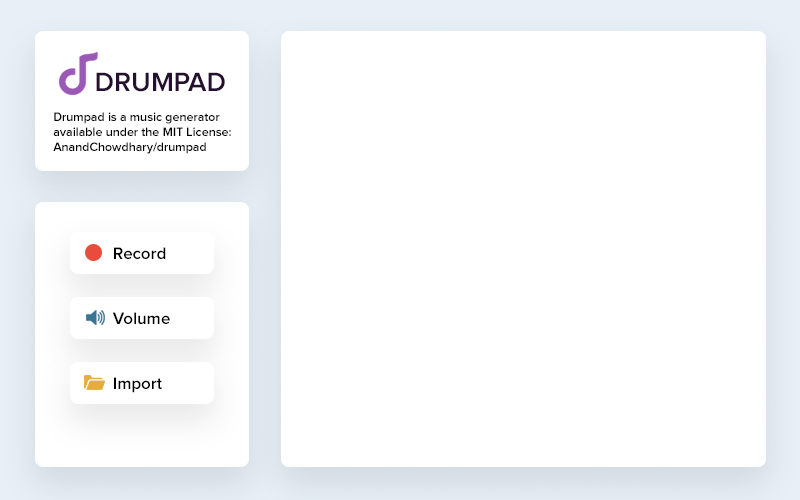 DRUMPAD
Drumpad is a music generator
available under the MIT License:
AnandChowdhary/drumpad
Record
Volume
Import